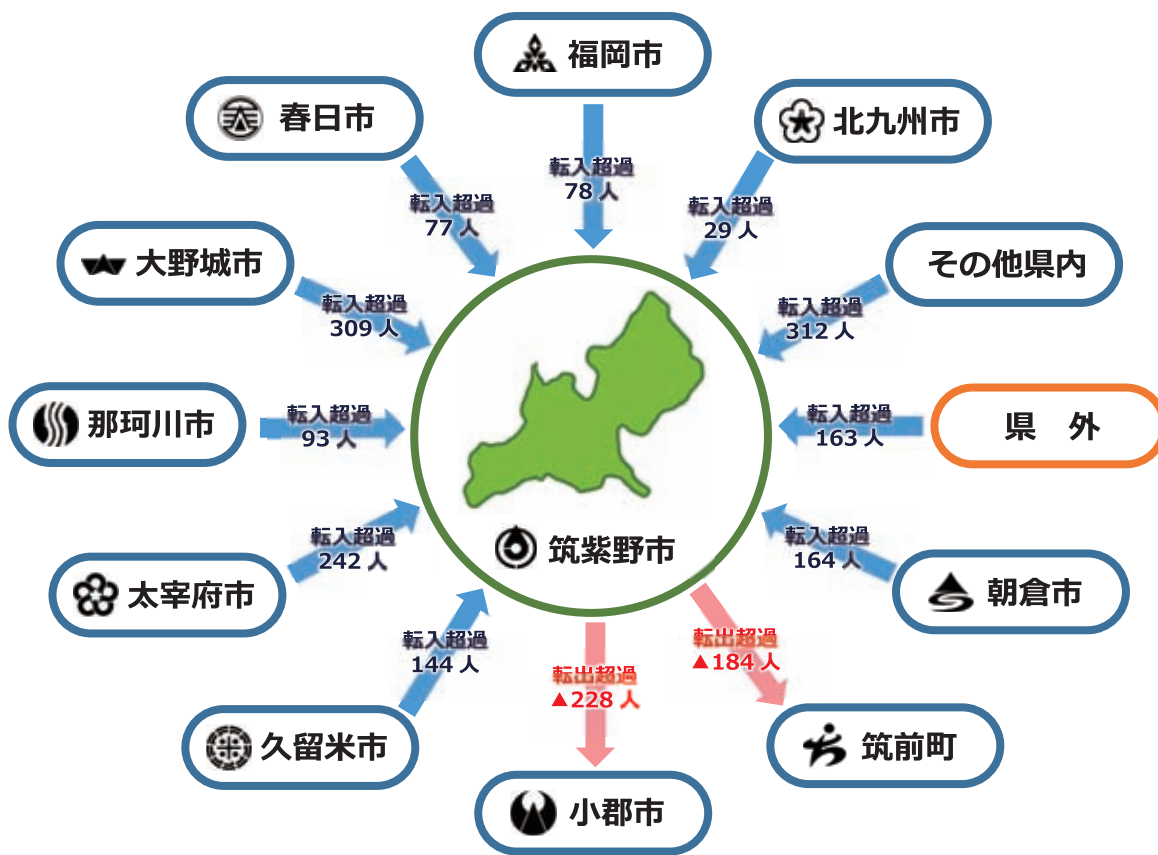 福岡市
転入超過
78 人
北九州市
転入超過
29 人
その他県内
転入超過
312 人
県　外
転入超過
163 人
朝倉市
転入超過
164 人
筑前町
転出超過
▲184 人
小郡市
転出超過
▲228 人
久留米市
転入超過
144 人
太宰府市
転入超過
242 人
那珂川市
転入超過
93 人
大野城市
転入超過
309 人
春日市
転入超過
77 人
筑紫野市